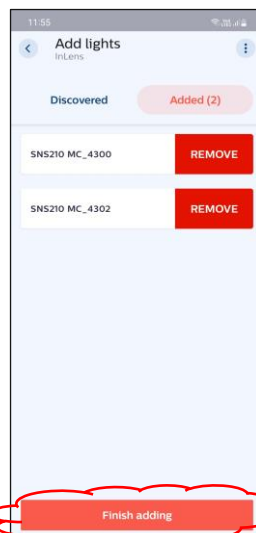 11:55
Add lights
InLens
Discovered
Added (2)
SNS210 MC_4300
REMOVE
SNS210 MC_4302
REMOVE
Finish adding